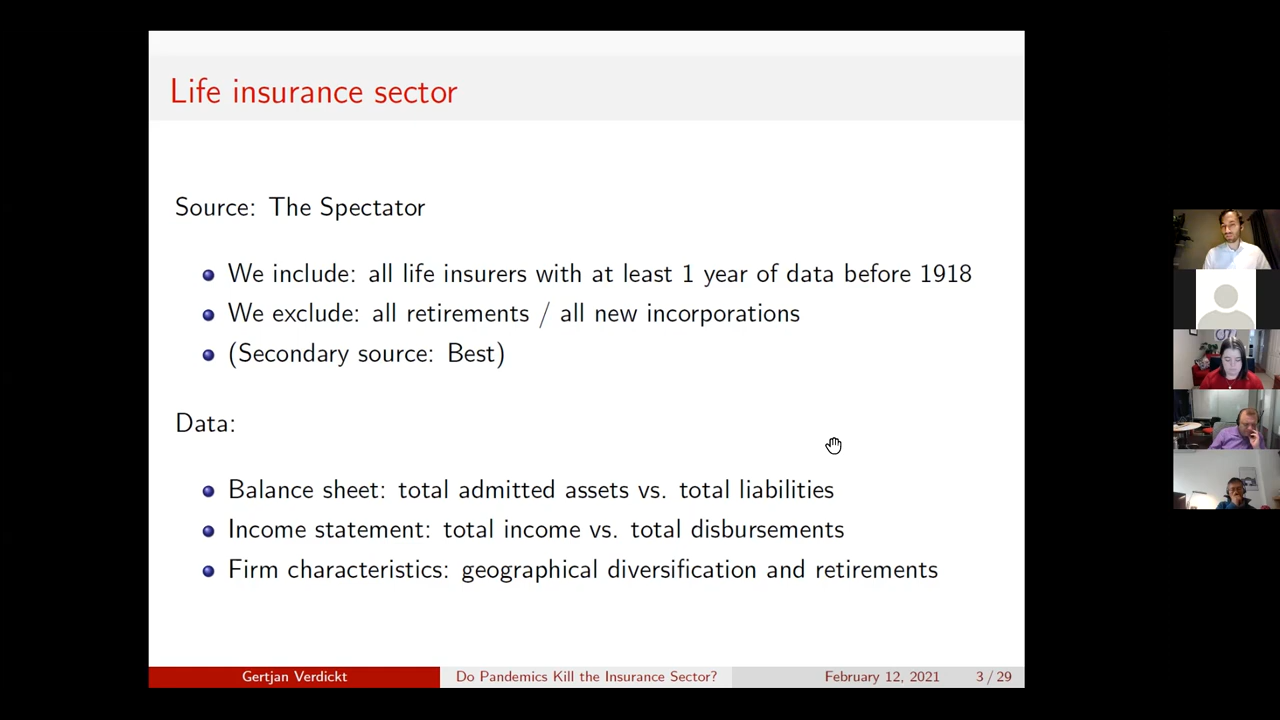 Life insurance sector
Source: The Spectator
We include: all life insurers with at least 1 year of data before 1918
We exclude: all retirements / all new incorporations
(Secondary source: Best)
Data:
Balance sheet: total admitted assets vs. total liabilities
Income statement: total income vs. total disbursements
Firm characteristics: geographical diversification and retirements
Gertjan Verdickt
Do Pandemics Kill the Insurance Sector?
February 12, 2021
3 / 29